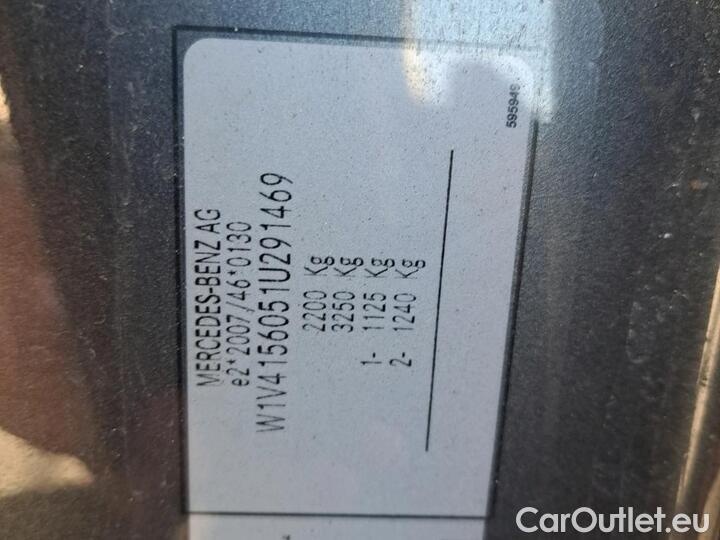 MERCEDES-BENZ AG
e2*2007/46*0130
W1V4156051U291469
2200 Kg
3250 Kg
1- 1125 Kg
2- 1240 Kg
595949
CarOutlet.eu